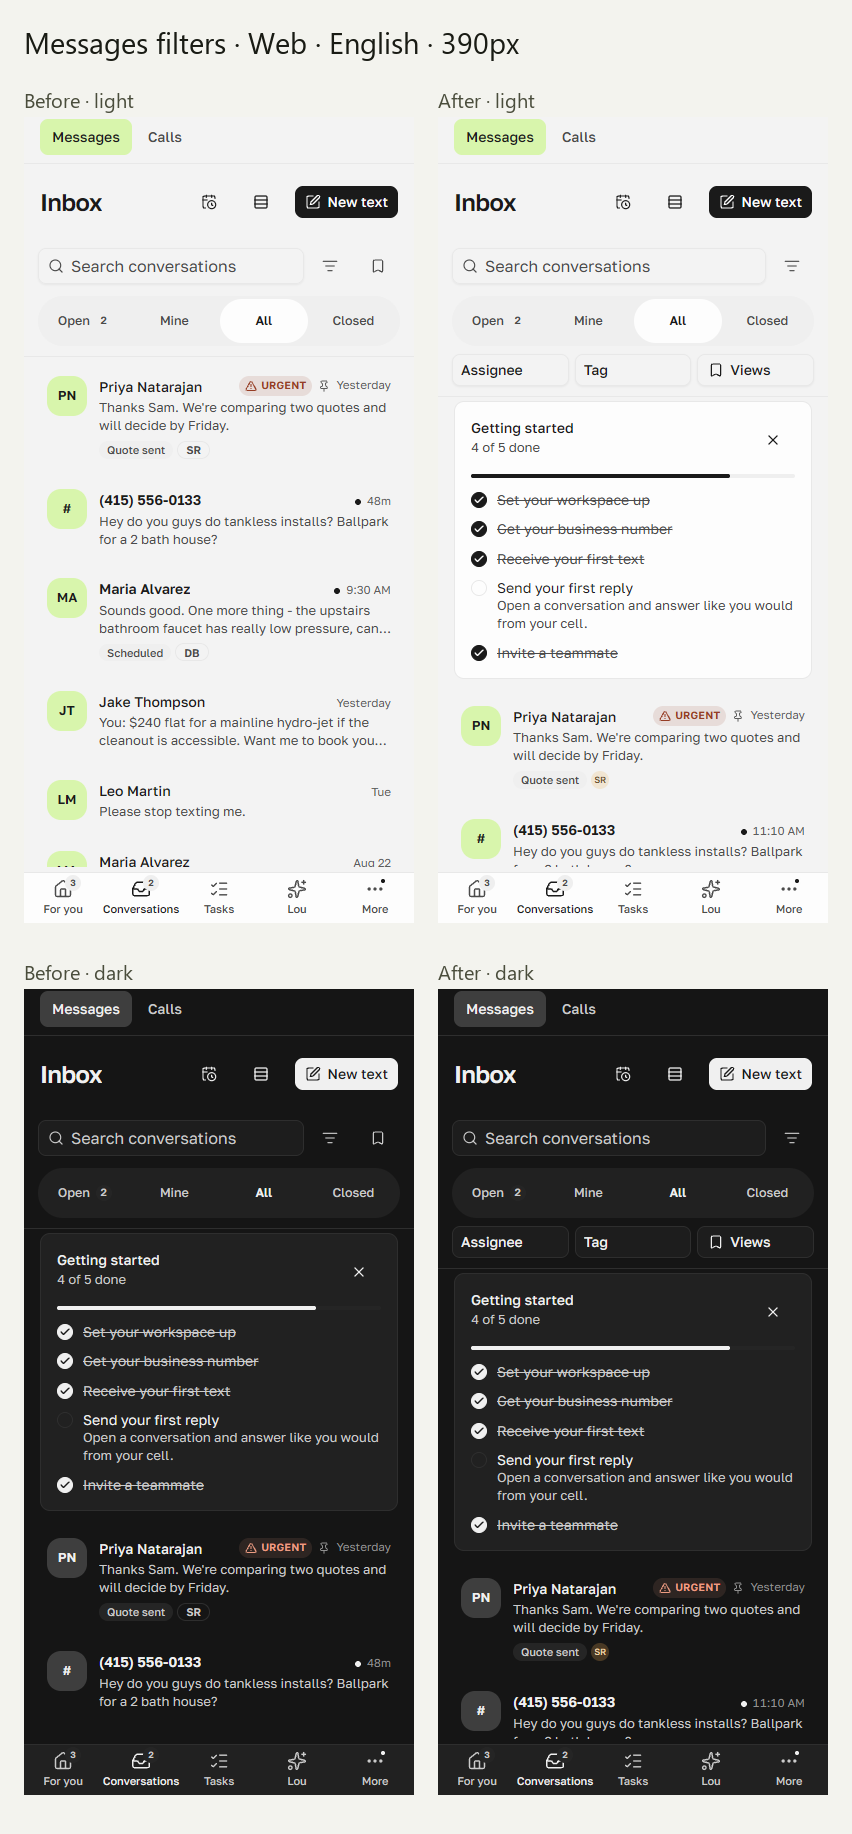 Messages filters · Web · English · 390px
Before · light
Messages Calls
Inbox New text
Search conversations
Open 2 Mine All Closed
PN Priya Natarajan URGENT Yesterday
Thanks Sam. We're comparing two quotes and
will decide by Friday.
Quote sent SR
# (415) 556-0133 48m
Hey do you guys do tankless installs? Ballpark
for a 2 bath house?
MA Maria Alvarez 9:30 AM
Sounds good. One more thing - the upstairs
bathroom faucet has really low pressure, can...
Scheduled DB
JT Jake Thompson Yesterday
You: $240 flat for a mainline hydro-jet if the
cleanout is accessible. Want me to book you...
LM Leo Martin Tue
Please stop texting me.
Maria Alvarez Aug 22
3 2
For you Conversations Tasks Lou More
After · light
Messages Calls
Inbox New text
Search conversations
Open 2 Mine All Closed
Assignee Tag Views
Getting started
4 of 5 done
Set your workspace up
Get your business number
Receive your first text
Send your first reply
Open a conversation and answer like you would
from your cell.
Invite a teammate
PN Priya Natarajan URGENT Yesterday
Thanks Sam. We're comparing two quotes and
will decide by Friday.
Quote sent SR
# (415) 556-0133 11:10 AM
Hey do you guys do tankless installs? Ballpark
3 2
For you Conversations Tasks Lou More
Before · dark
Messages Calls
Inbox New text
Search conversations
Open 2 Mine All Closed
Getting started
4 of 5 done
Set your workspace up
Get your business number
Receive your first text
Send your first reply
Open a conversation and answer like you would
from your cell.
Invite a teammate
PN Priya Natarajan URGENT Yesterday
Thanks Sam. We're comparing two quotes and
will decide by Friday.
Quote sent SR
# (415) 556-0133 48m
Hey do you guys do tankless installs? Ballpark
for a 2 bath house?
3 2
For you Conversations Tasks Lou More
After · dark
Messages Calls
Inbox New text
Search conversations
Open 2 Mine All Closed
Assignee Tag Views
Getting started
4 of 5 done
Set your workspace up
Get your business number
Receive your first text
Send your first reply
Open a conversation and answer like you would
from your cell.
Invite a teammate
PN Priya Natarajan URGENT Yesterday
Thanks Sam. We're comparing two quotes and
will decide by Friday.
Quote sent SR
# (415) 556-0133 11:10 AM
Hey do you guys do tankless installs? Ballpark
3 2
For you Conversations Tasks Lou More